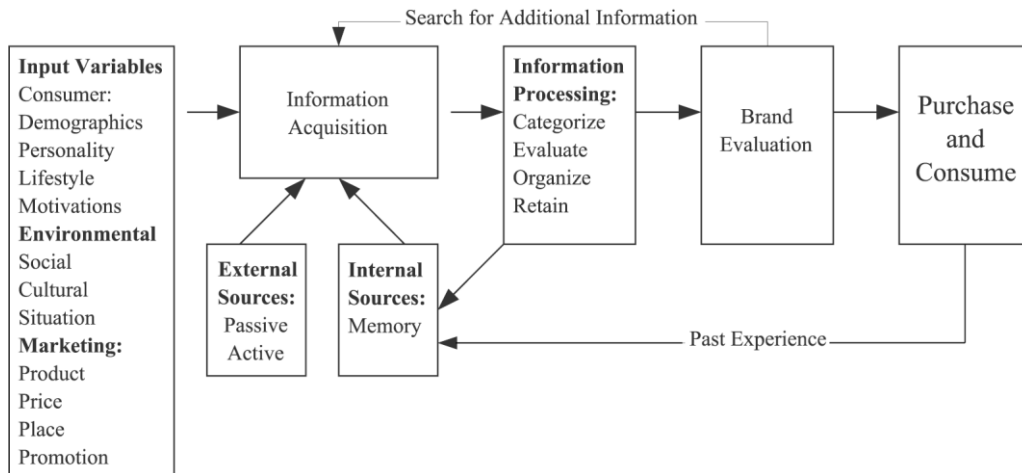 Search for Additional Information
Input Variables
Consumer:
Demographics
Personality
Lifestyle
Motivations
Environmental
Social
Cultural
Situation
Marketing:
Product
Price
Place
Promotion
Information
Acquisition
External
Sources:
Passive
Active
Internal
Sources:
Memory
Information
Processing:
Categorize
Evaluate
Organize
Retain
Brand
Evaluation
Purchase
and
Consume
Past Experience